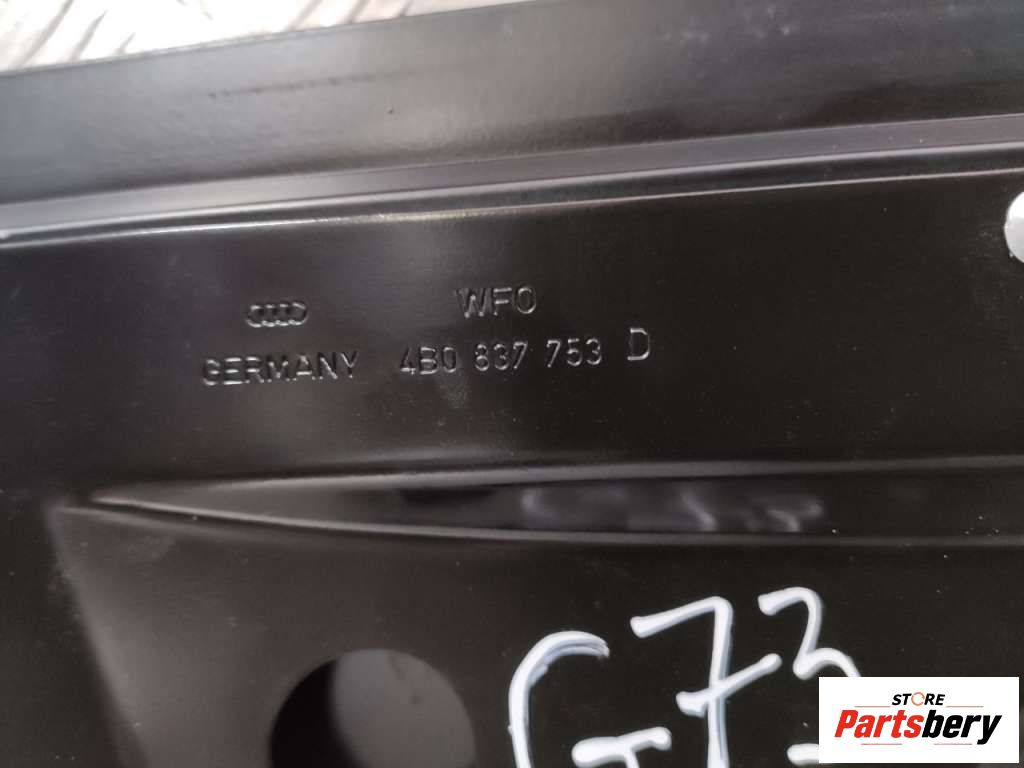 WFO
GERMANY 4B0 837 753 D
G73
STORE
Partsbery